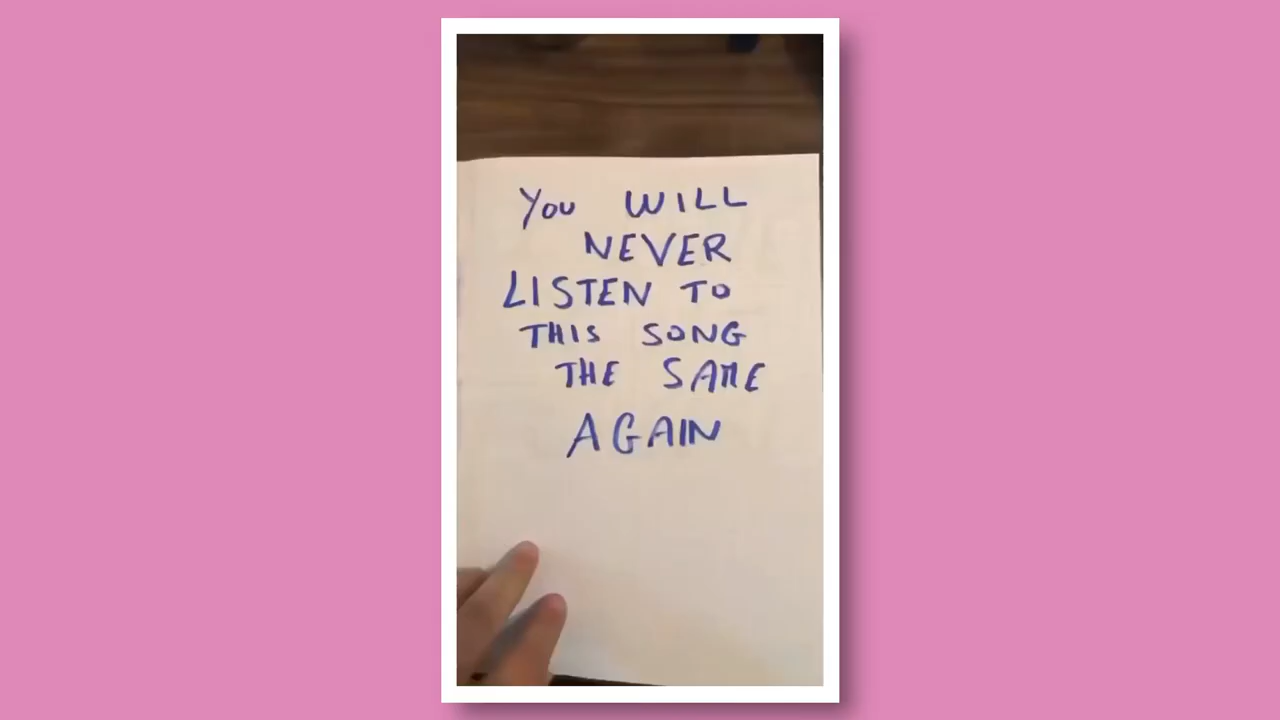 You WILL
NEVER
LISTEN TO
THIS SONG
THE SAME
AGAIN